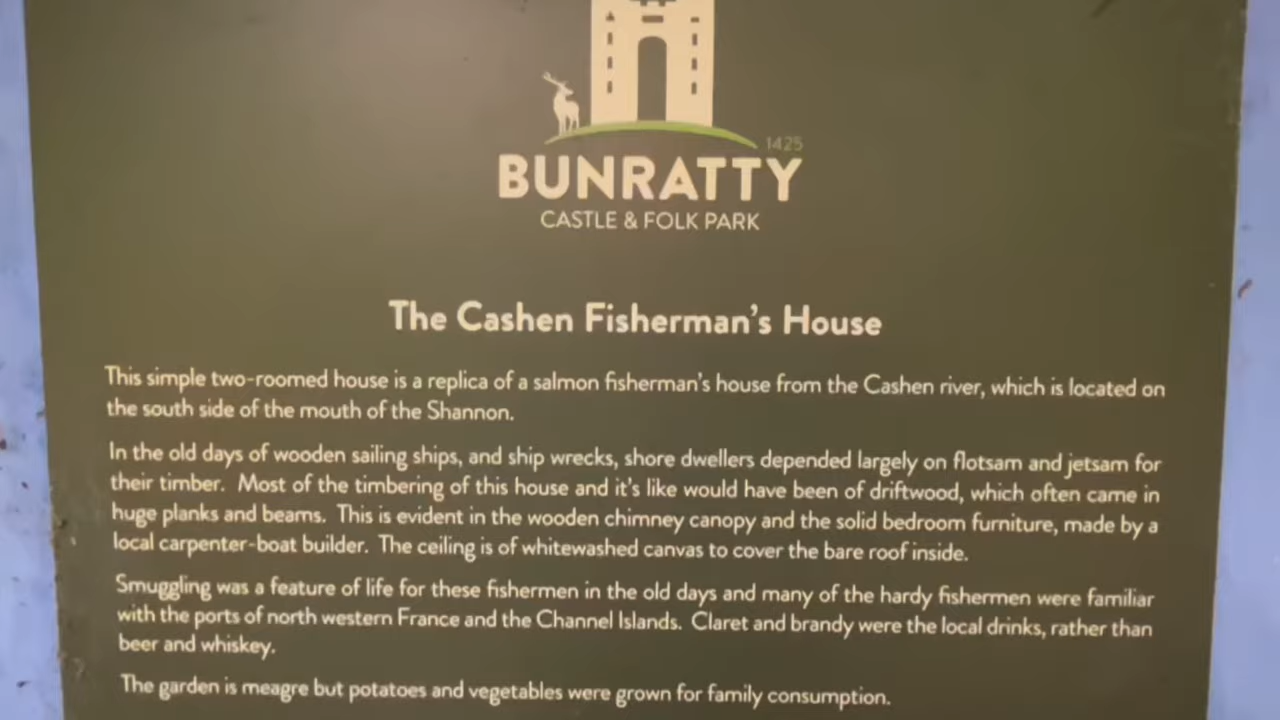 1425
BUNRATTY
CASTLE & FOLK PARK
The Cashen Fisherman's House
This simple two-roomed house is a replica of a salmon fisherman's house from the Cashen river, which is located on
the south side of the mouth of the Shannon.
In the old days of wooden sailing ships, and ship wrecks, shore dwellers depended largely on flotsam and jetsam for
their timber. Most of the timbering of this house and it's like would have been of driftwood, which often came in
huge planks and beams. This is evident in the wooden chimney canopy and the solid bedroom furniture, made by a
local carpenter-boat builder. The ceiling is of whitewashed canvas to cover the bare roof inside.
Smuggling was a feature of life for these fishermen in the old days and many of the hardy fishermen were familiar
with the ports of north western France and the Channel Islands. Claret and brandy were the local drinks, rather than
beer and whiskey.
The garden is meagre but potatoes and vegetables were grown for family consumption.